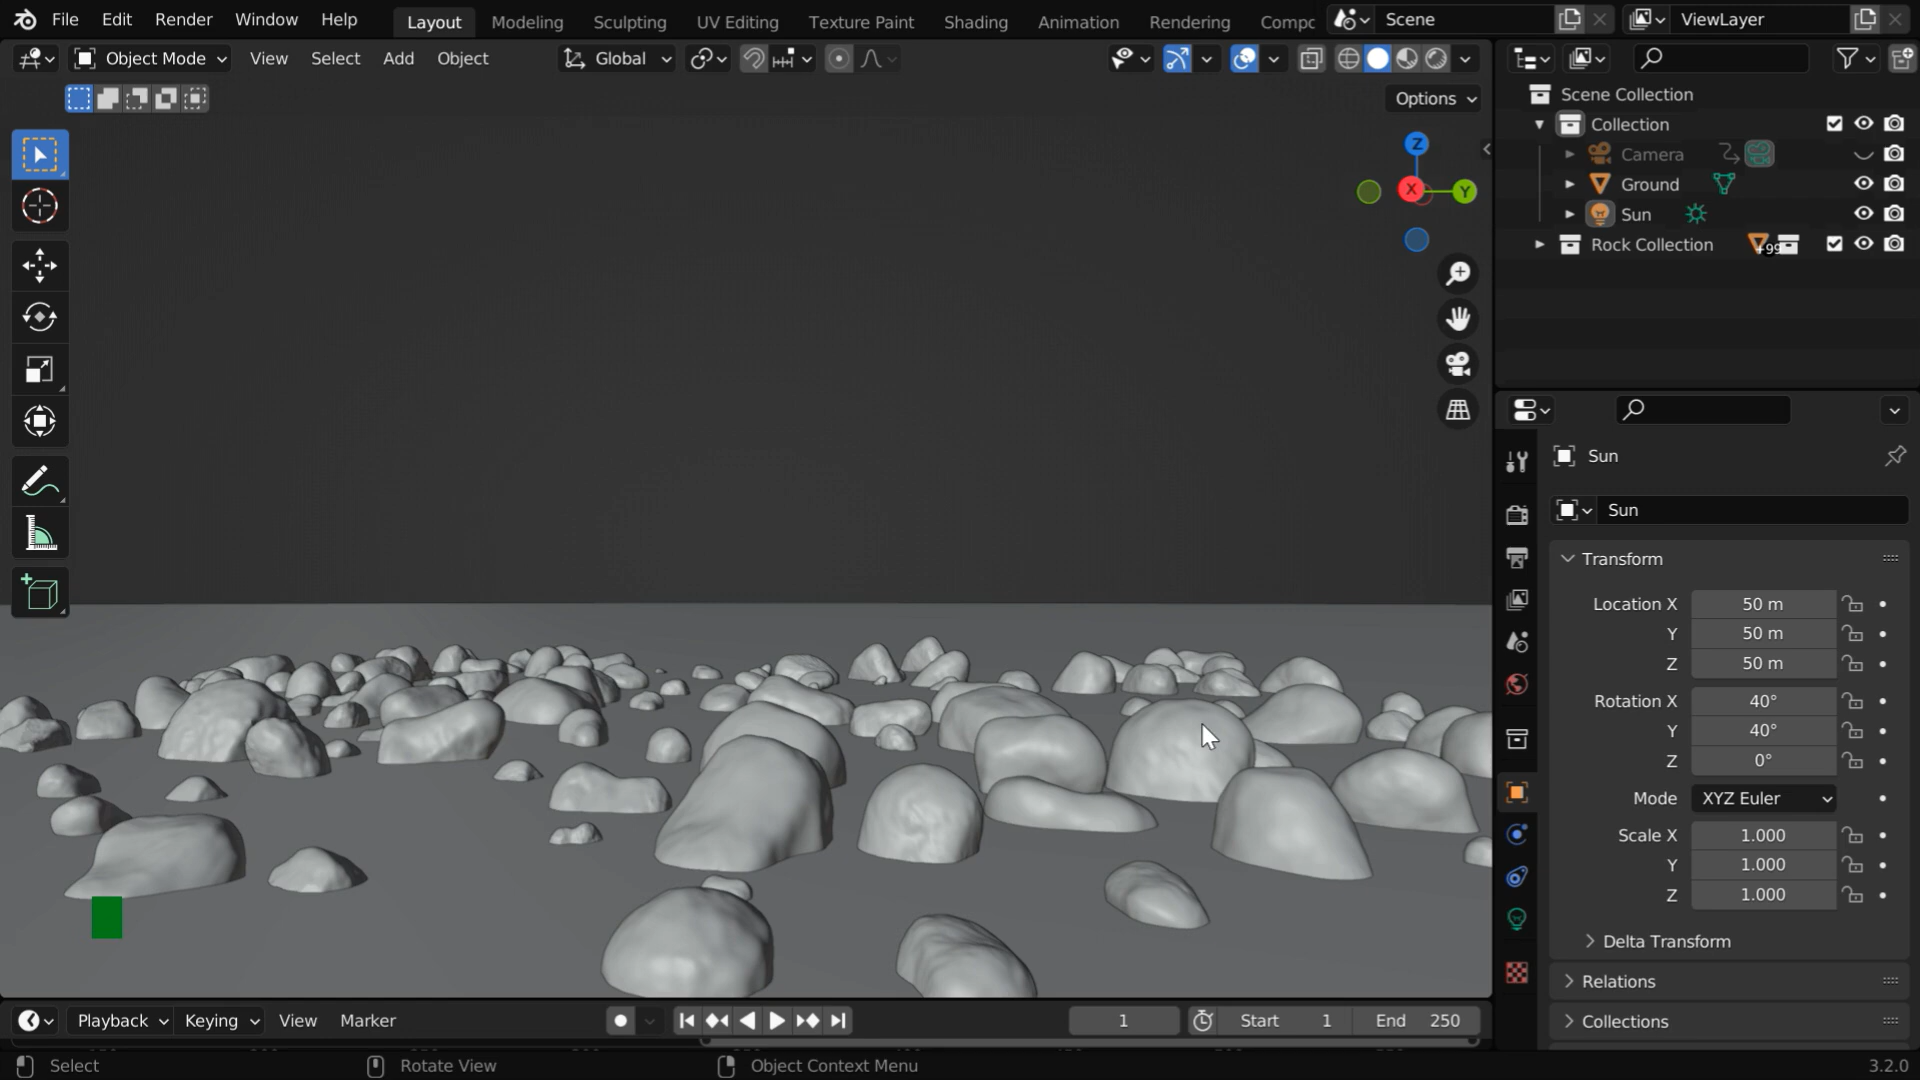 File Edit Render Window Help
Layout Modeling Sculpting UV Editing Texture Paint Shading Animation Rendering Compo
Scene
ViewLayer
Object Mode View Select Add Object
Global
Options
Z
X
Y
Scene Collection
Collection
Camera
Ground
Sun
Rock Collection
+99
Sun
Sun
Transform
Location X 50 m
Y 50 m
Z 50 m
Rotation X 40°
Y 40°
Z 0°
Mode XYZ Euler
Scale X 1.000
Y 1.000
Z 1.000
Delta Transform
Relations
Collections
Playback Keying View Marker
1
Start 1
End 250
Select
Rotate View
Object Context Menu
3.2.0